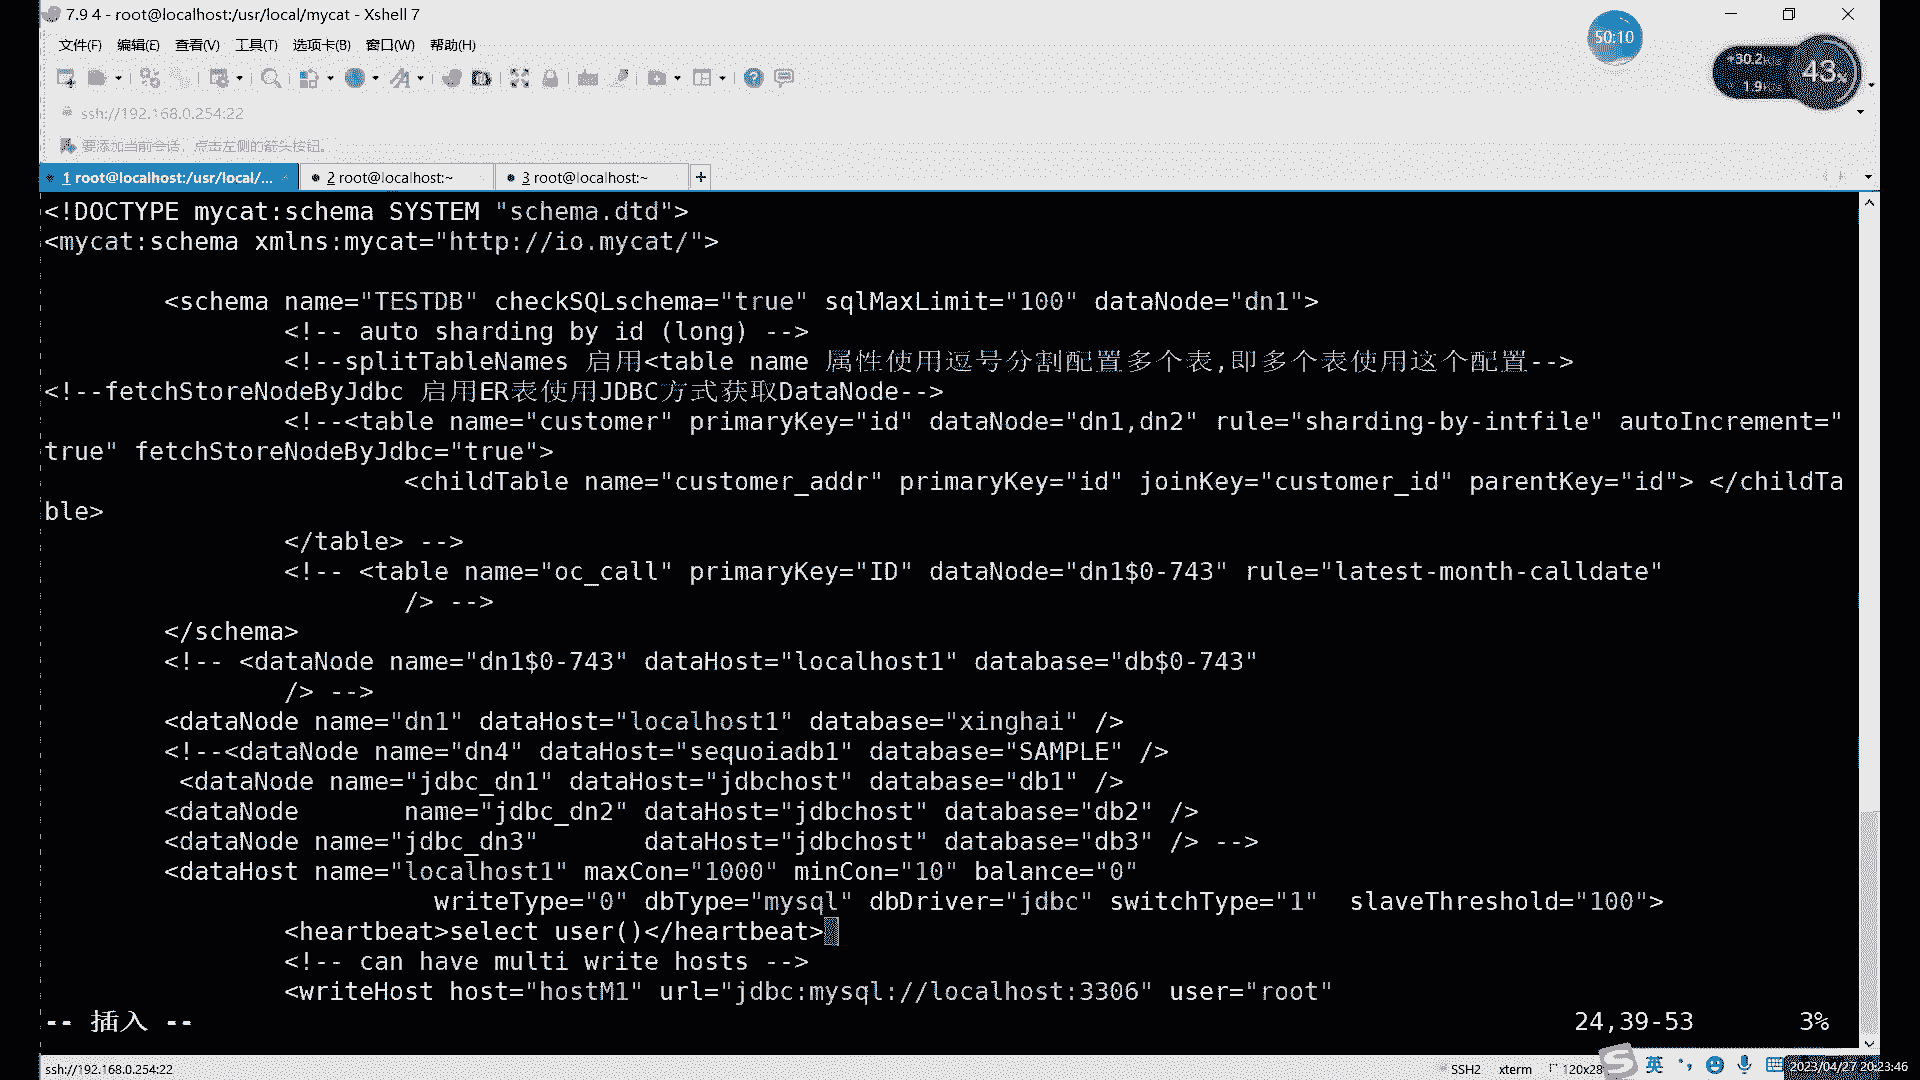 7.9 4 - root@localhost:/usr/local/mycat - Xshell 7
50:10
文件(F) 编辑(E) 查看(V) 工具(T) 选项卡(B) 窗口(W) 帮助(H)
+30.2K/s
43%
1.9K/s
ssh://192.168.0.254:22
要添加当前会话，点击左侧的箭头按钮。
1 root@localhost:/usr/local/... 2 root@localhost:~ 3 root@localhost:~ +
<!DOCTYPE mycat:schema SYSTEM "schema.dtd">
<mycat:schema xmlns:mycat="http://io.mycat/">
<schema name="TESTDB" checkSQLschema="true" sqlMaxLimit="100" dataNode="dn1">
<!-- auto sharding by id (long) -->
<!--splitTableNames 启用<table name 属性使用逗号分割配置多个表,即多个表使用这个配置-->
<!--fetchStoreNodeByJdbc 启用ER表使用JDBC方式获取DataNode-->
<!--<table name="customer" primaryKey="id" dataNode="dn1,dn2" rule="sharding-by-intfile" autoIncrement="
true" fetchStoreNodeByJdbc="true">
<childTable name="customer_addr" primaryKey="id" joinKey="customer_id" parentKey="id"> </childTa
ble>
</table> -->
<!-- <table name="oc_call" primaryKey="ID" dataNode="dn1$0-743" rule="latest-month-calldate"
/> -->
</schema>
<!-- <dataNode name="dn1$0-743" dataHost="localhost1" database="db$0-743"
/> -->
<dataNode name="dn1" dataHost="localhost1" database="xinghai" />
<!--<dataNode name="dn4" dataHost="sequoiadb1" database="SAMPLE" />
<dataNode name="jdbc_dn1" dataHost="jdbchost" database="db1" />
<dataNode name="jdbc_dn2" dataHost="jdbchost" database="db2" />
<dataNode name="jdbc_dn3" dataHost="jdbchost" database="db3" /> -->
<dataHost name="localhost1" maxCon="1000" minCon="10" balance="0"
writeType="0" dbType="mysql" dbDriver="jdbc" switchType="1" slaveThreshold="100">
<heartbeat>select user()</heartbeat>
<!-- can have multi write hosts -->
<writeHost host="hostM1" url="jdbc:mysql://localhost:3306" user="root"
-- 插入 -- 24,39-53 3%
ssh://192.168.0.254:22 SSH2 xterm 120x28 英 2023/04/27 20:23:46